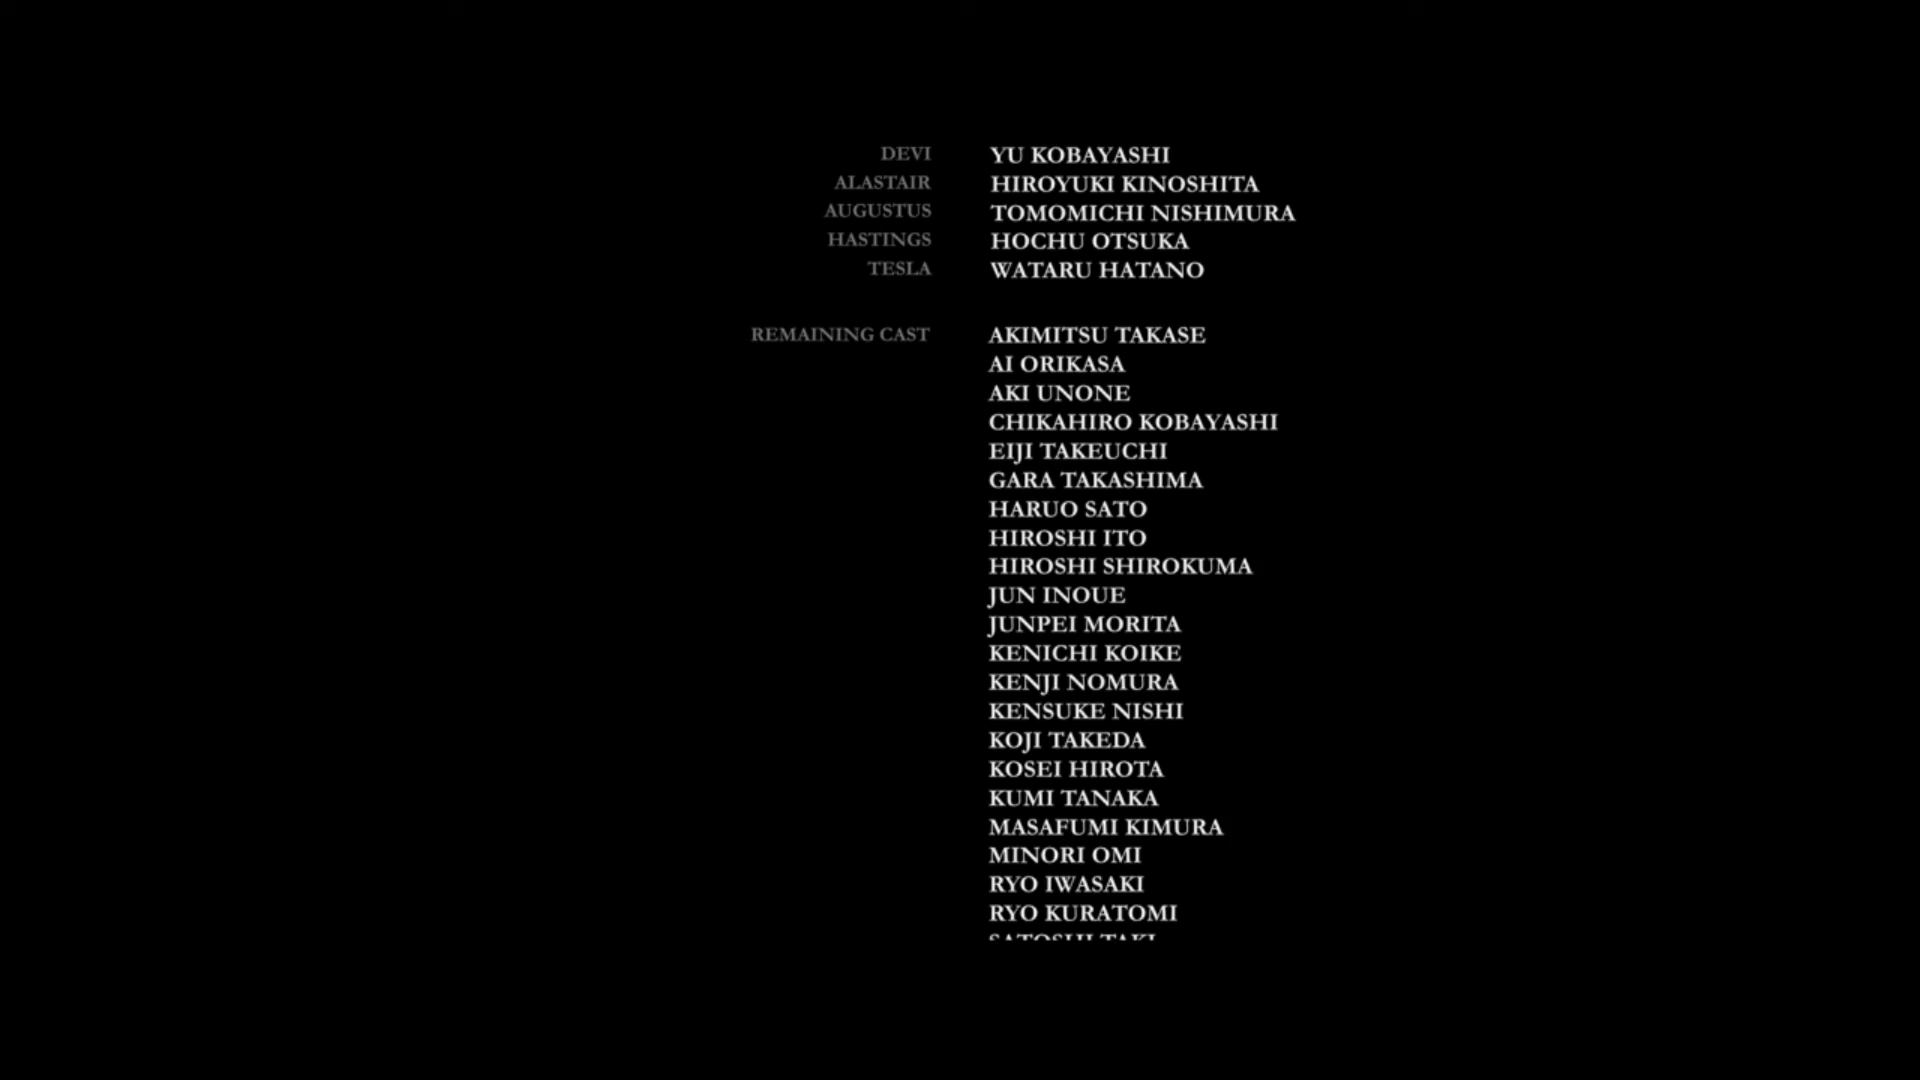 DEVI YU KOBAYASHI
ALASTAIR HIROYUKI KINOSHITA
AUGUSTUS TOMOMICHI NISHIMURA
HASTINGS HOCHU OTSUKA
TESLA WATARU HATANO
REMAINING CAST AKIMITSU TAKASE
AI ORIKASA
AKI UNONE
CHIKAHIRO KOBAYASHI
EIJI TAKEUCHI
GARA TAKASHIMA
HARUO SATO
HIROSHI ITO
HIROSHI SHIROKUMA
JUN INOUE
JUNPEI MORITA
KENICHI KOIKE
KENJI NOMURA
KENSUKE NISHI
KOJI TAKEDA
KOSEI HIROTA
KUMI TANAKA
MASAFUMI KIMURA
MINORI OMI
RYO IWASAKI
RYO KURATOMI
SATOSHI TAKI